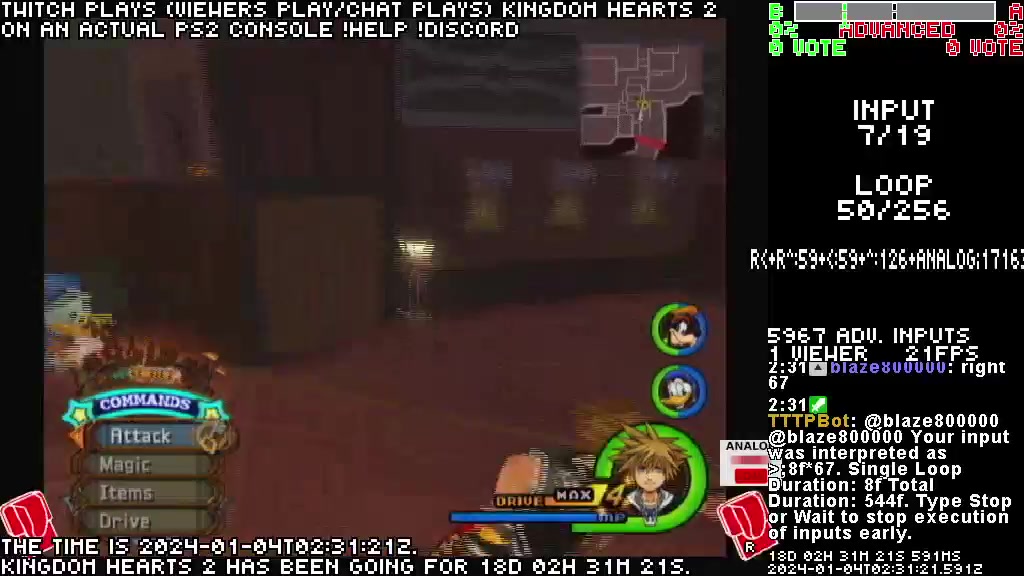 TWITCH PLAYS (VIEWERS PLAY/CHAT PLAYS) KINGDOM HEARTS 2
ON AN ACTUAL PS2 CONSOLE !HELP !DISCORD
B A
0% ADVANCED 0%
0 VOTE 0 VOTE
INPUT
7/19
LOOP
50/256
5967 ADV. INPUTS
1 VIEWER 21FPS
2:31 blaze800000: right
67
2:31
TTTPBot: @blaze800000
@blaze800000 Your input
was interpreted as
>:8f*67. Single Loop
Duration: 8f Total
Duration: 544f. Type Stop
or Wait to stop execution
of inputs early.
18D 02H 31M 21S 591MS
2024-01-04T02:31:21.591Z
COMMANDS
Attack
Magic
Items
Drive
DRIVE MAX 4
MP
ANALO
R
THE TIME IS 2024-01-04T02:31:21Z.
KINGDOM HEARTS 2 HAS BEEN GOING FOR 18D 02H 31M 21S.